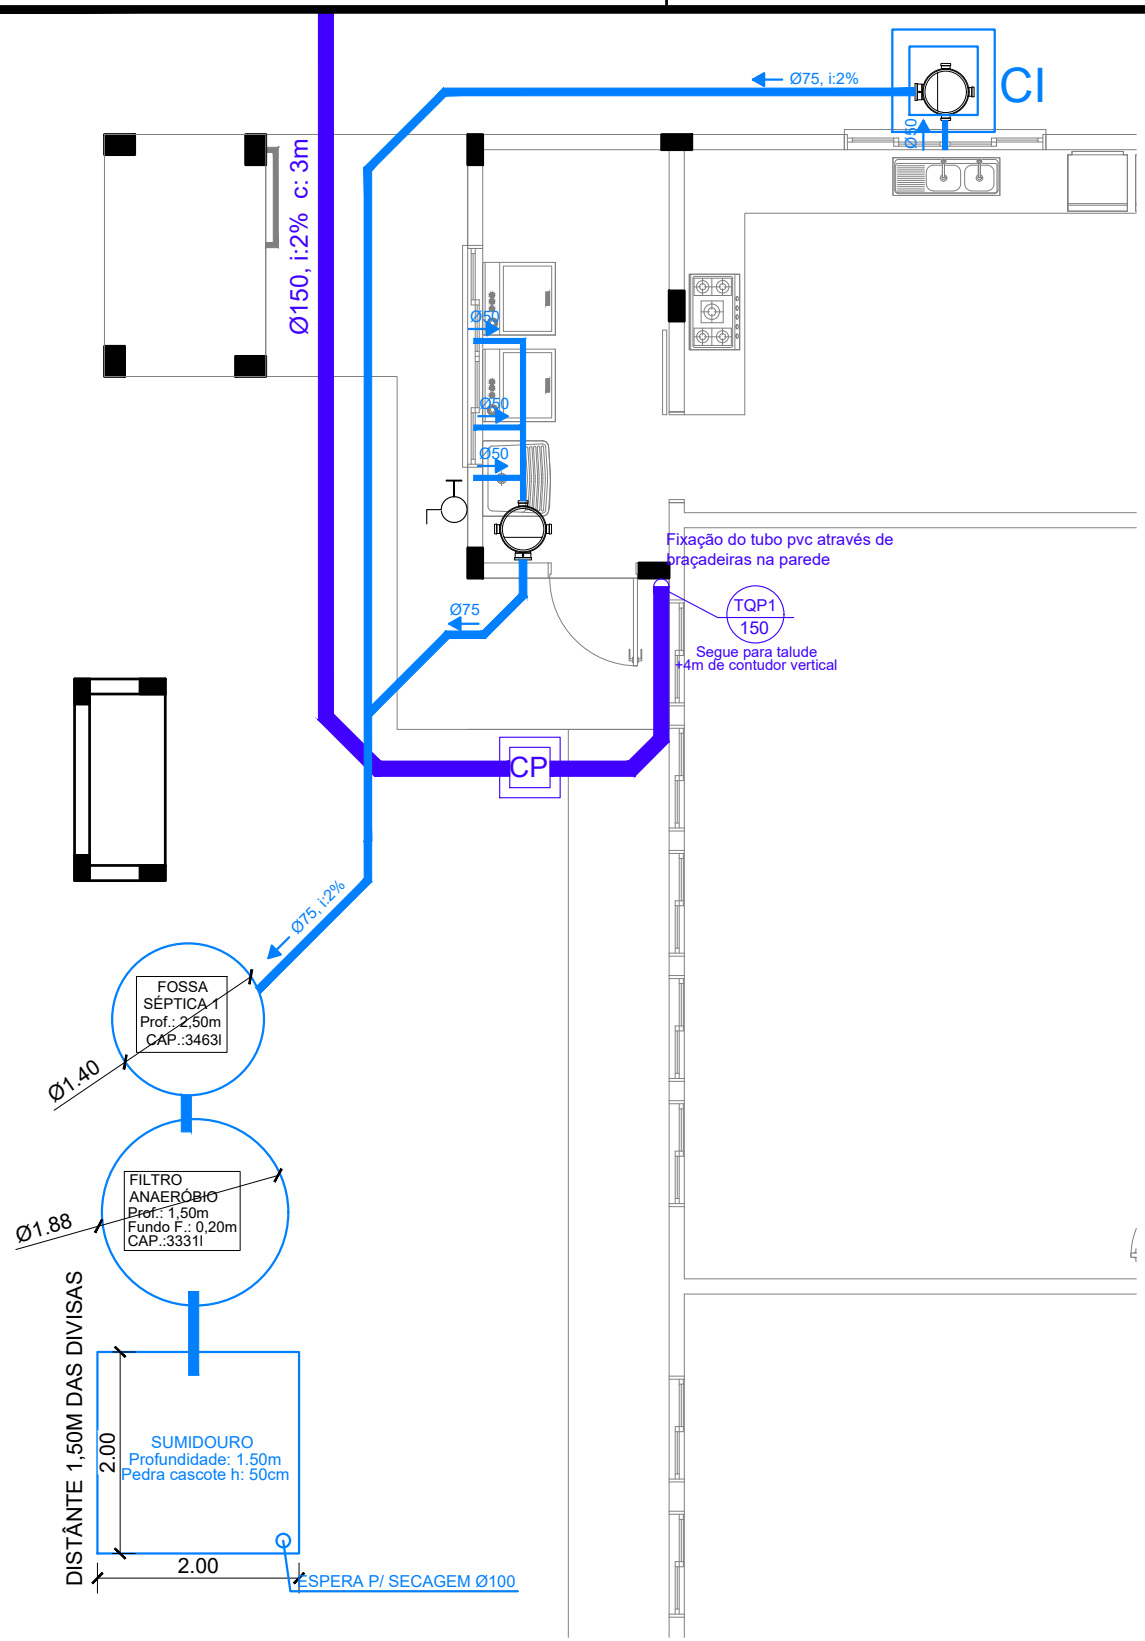 Ø75, i:2%
CI
Ø50
Ø150, i:2%  c: 3m
Ø50
Ø50
Ø50
Fixação do tubo pvc através de
braçadeiras na parede
TQP1
150
Segue para talude
+4m de contudor vertical
Ø75
CP
Ø75, i:2%
FOSSA
SÉPTICA 1
Prof.: 2,50m
CAP.:3463l
Ø1.40
FILTRO
ANAERÓBIO
Prof.: 1,50m
Fundo F.: 0,20m
CAP.:3331l
Ø1.88
DISTÂNTE 1,50M DAS DIVISAS
2.00
SUMIDOURO
Profundidade: 1.50m
Pedra cascote h: 50cm
2.00
ESPERA P/ SECAGEM Ø100